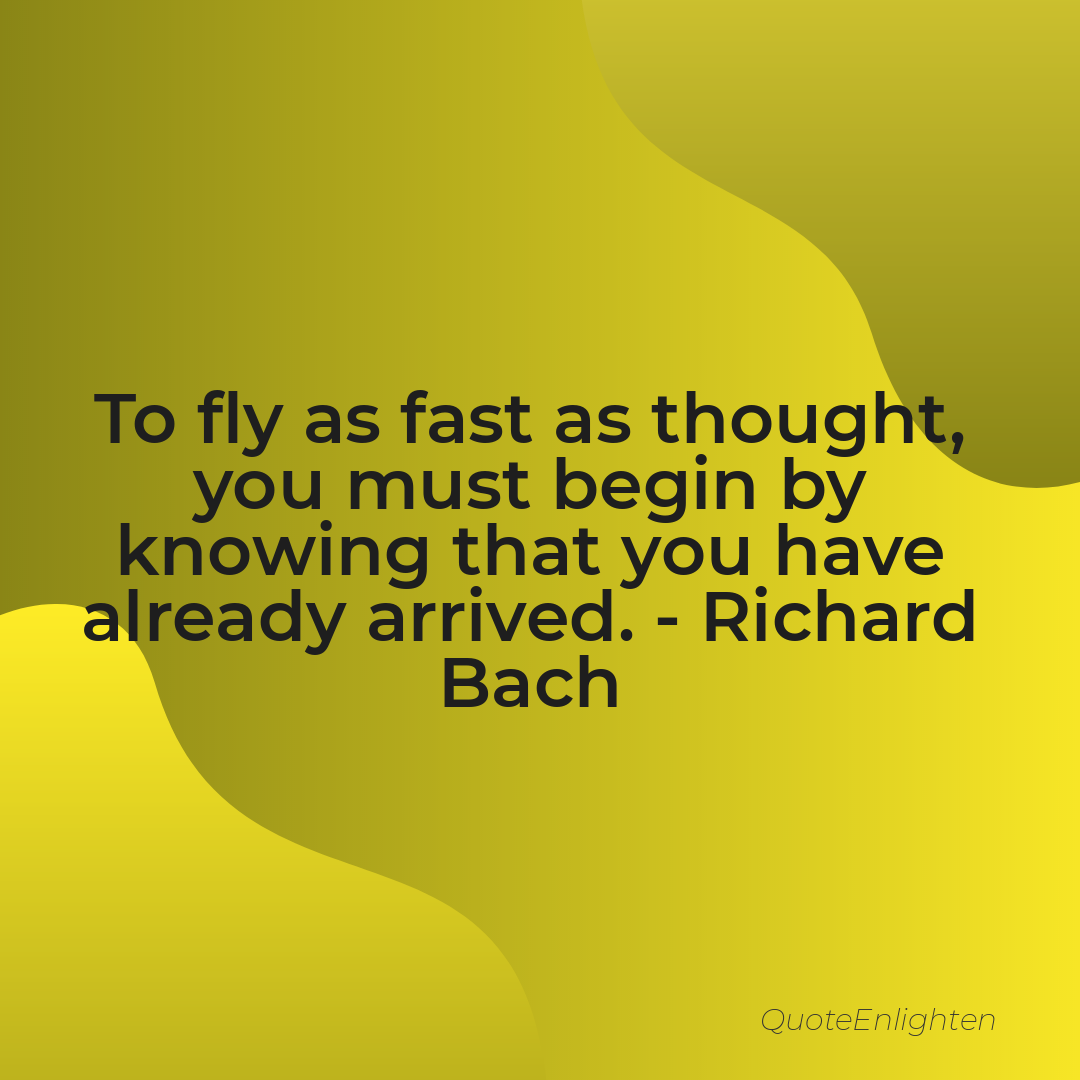 To fly as fast as thought,
you must begin by
knowing that you have
already arrived. - Richard
Bach
QuoteEnlighten